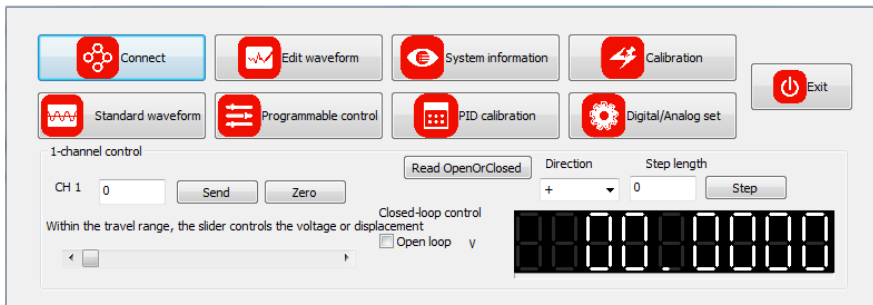 Connect
Edit waveform
System information
Calibration
Exit
Standard waveform
Programmable control
PID calibration
Digital/Analog set
1-channel control
Read OpenOrClosed
Direction
Step length
CH 1
0
Send
Zero
+
0
Step
Closed-loop control
Within the travel range, the slider controls the voltage or displacement
Open loop
V
00.0000